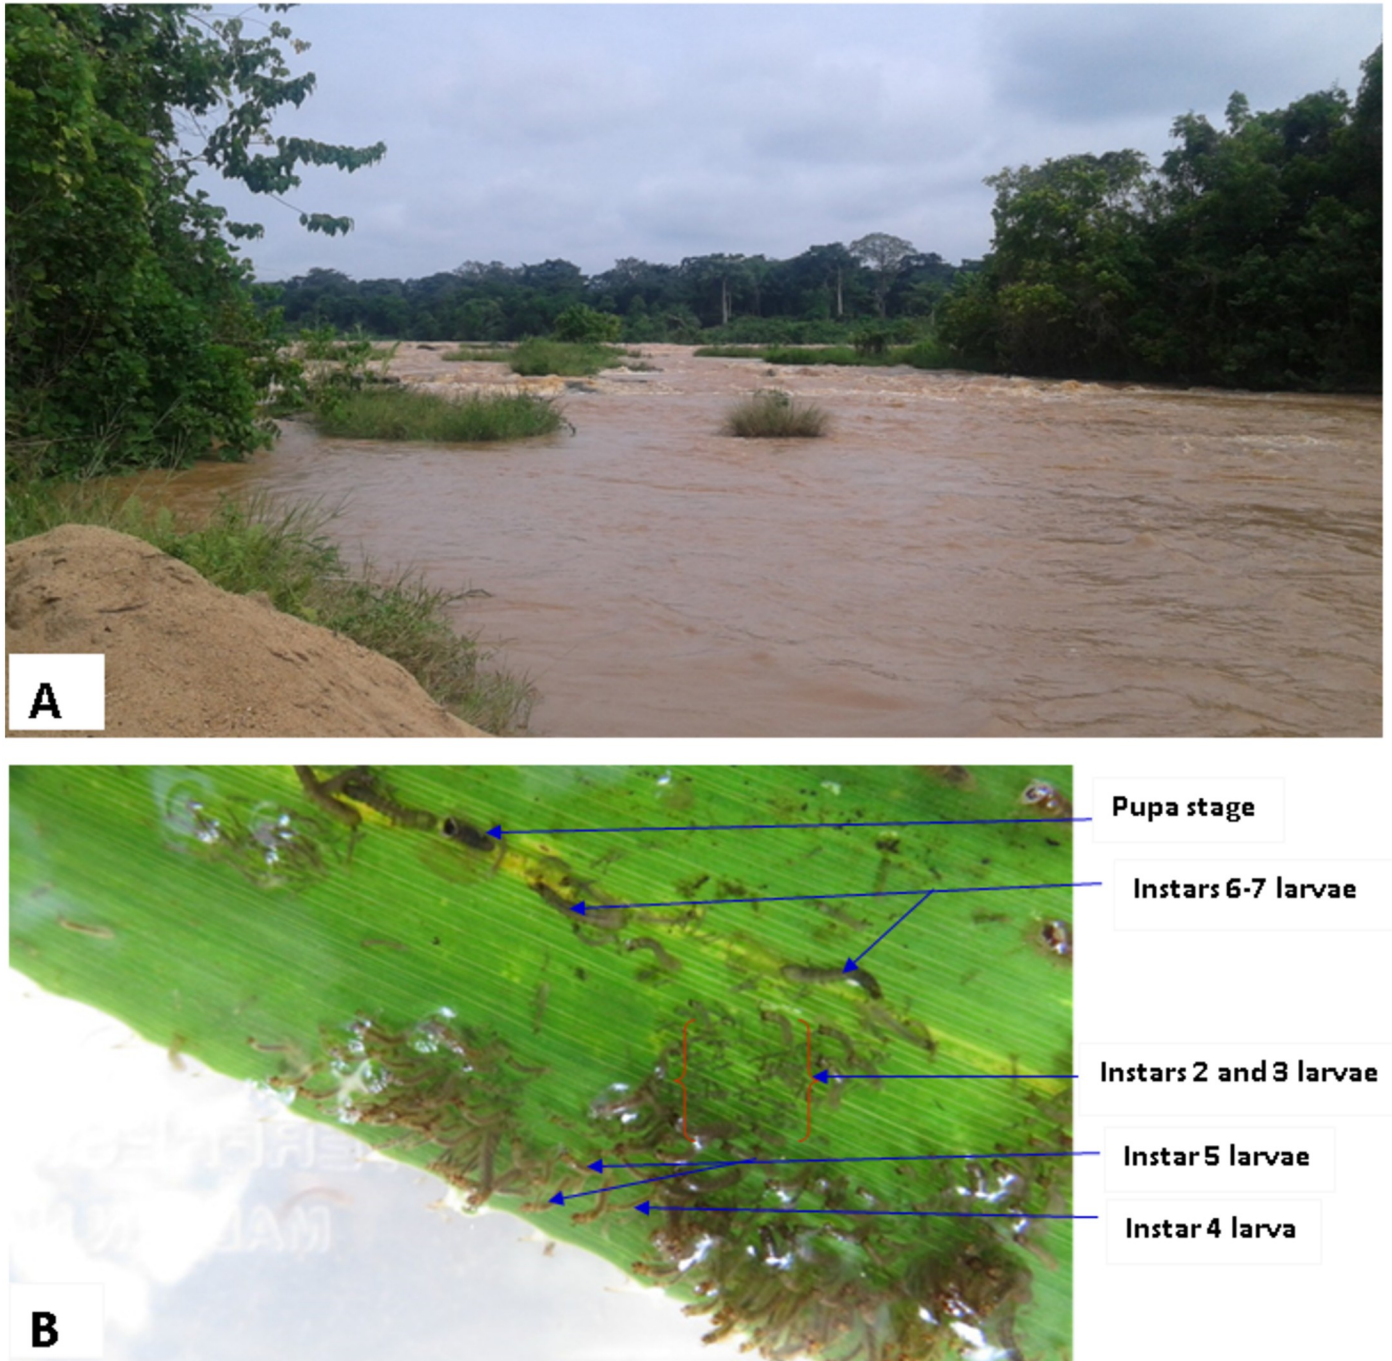 A
Pupa stage
Instars 6-7 larvae
Instars 2 and 3 larvae
Instar 5 larvae
Instar 4 larva
B